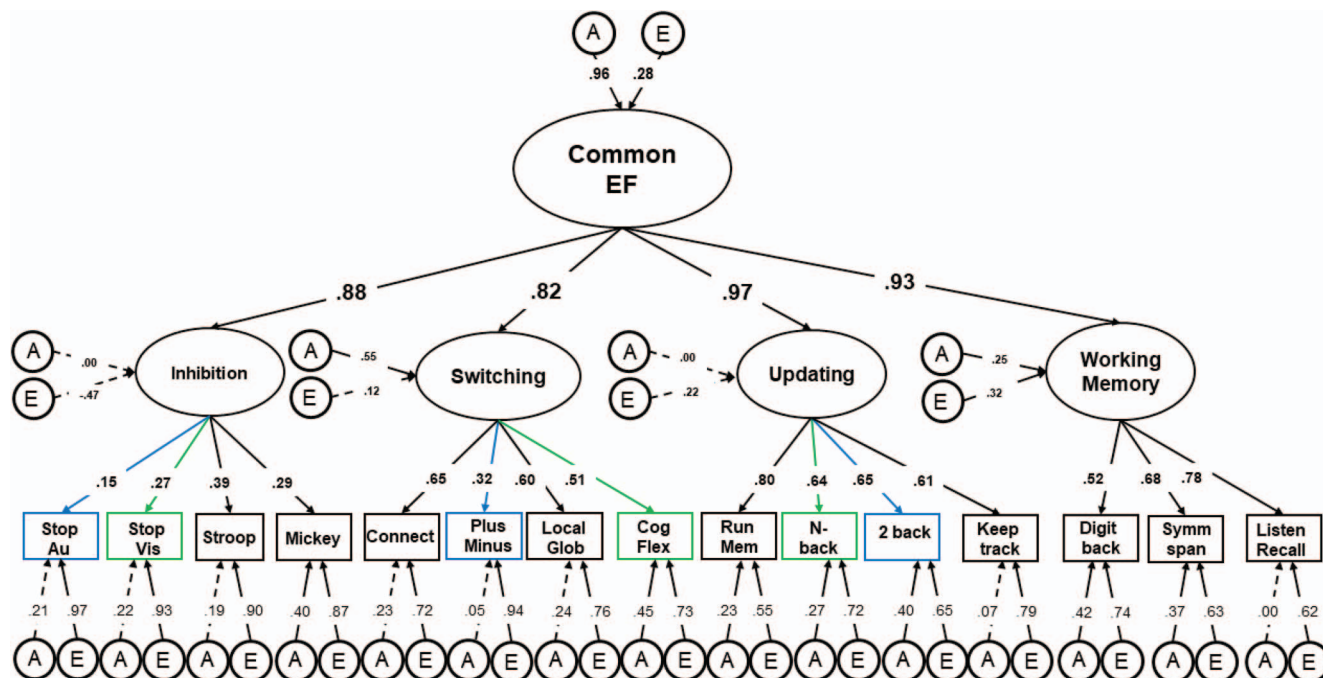 A E
.96 .28
Common
EF
.88 .82 .97 .93
A .00 A .55 A .00 A .25
E -.47 E .12 E .22 E .32
Inhibition Switching Updating Working
Memory
.15 .27 .39 .29 .65 .32 .60 .51 .80 .64 .65 .61 .52 .68 .78
Stop
Au
Stop
Vis
Stroop
Mickey
Connect
Plus
Minus
Local
Glob
Cog
Flex
Run
Mem
N-
back
2 back
Keep
track
Digit
back
Symm
span
Listen
Recall
.21 .97 .22 .93 .19 .90 .40 .87 .23 .72 .05 .94 .24 .76 .45 .73 .23 .55 .27 .72 .40 .65 .07 .79 .42 .74 .37 .63 .00 .62
A E A E A E A E A E A E A E A E A E A E A E A E A E A E A E